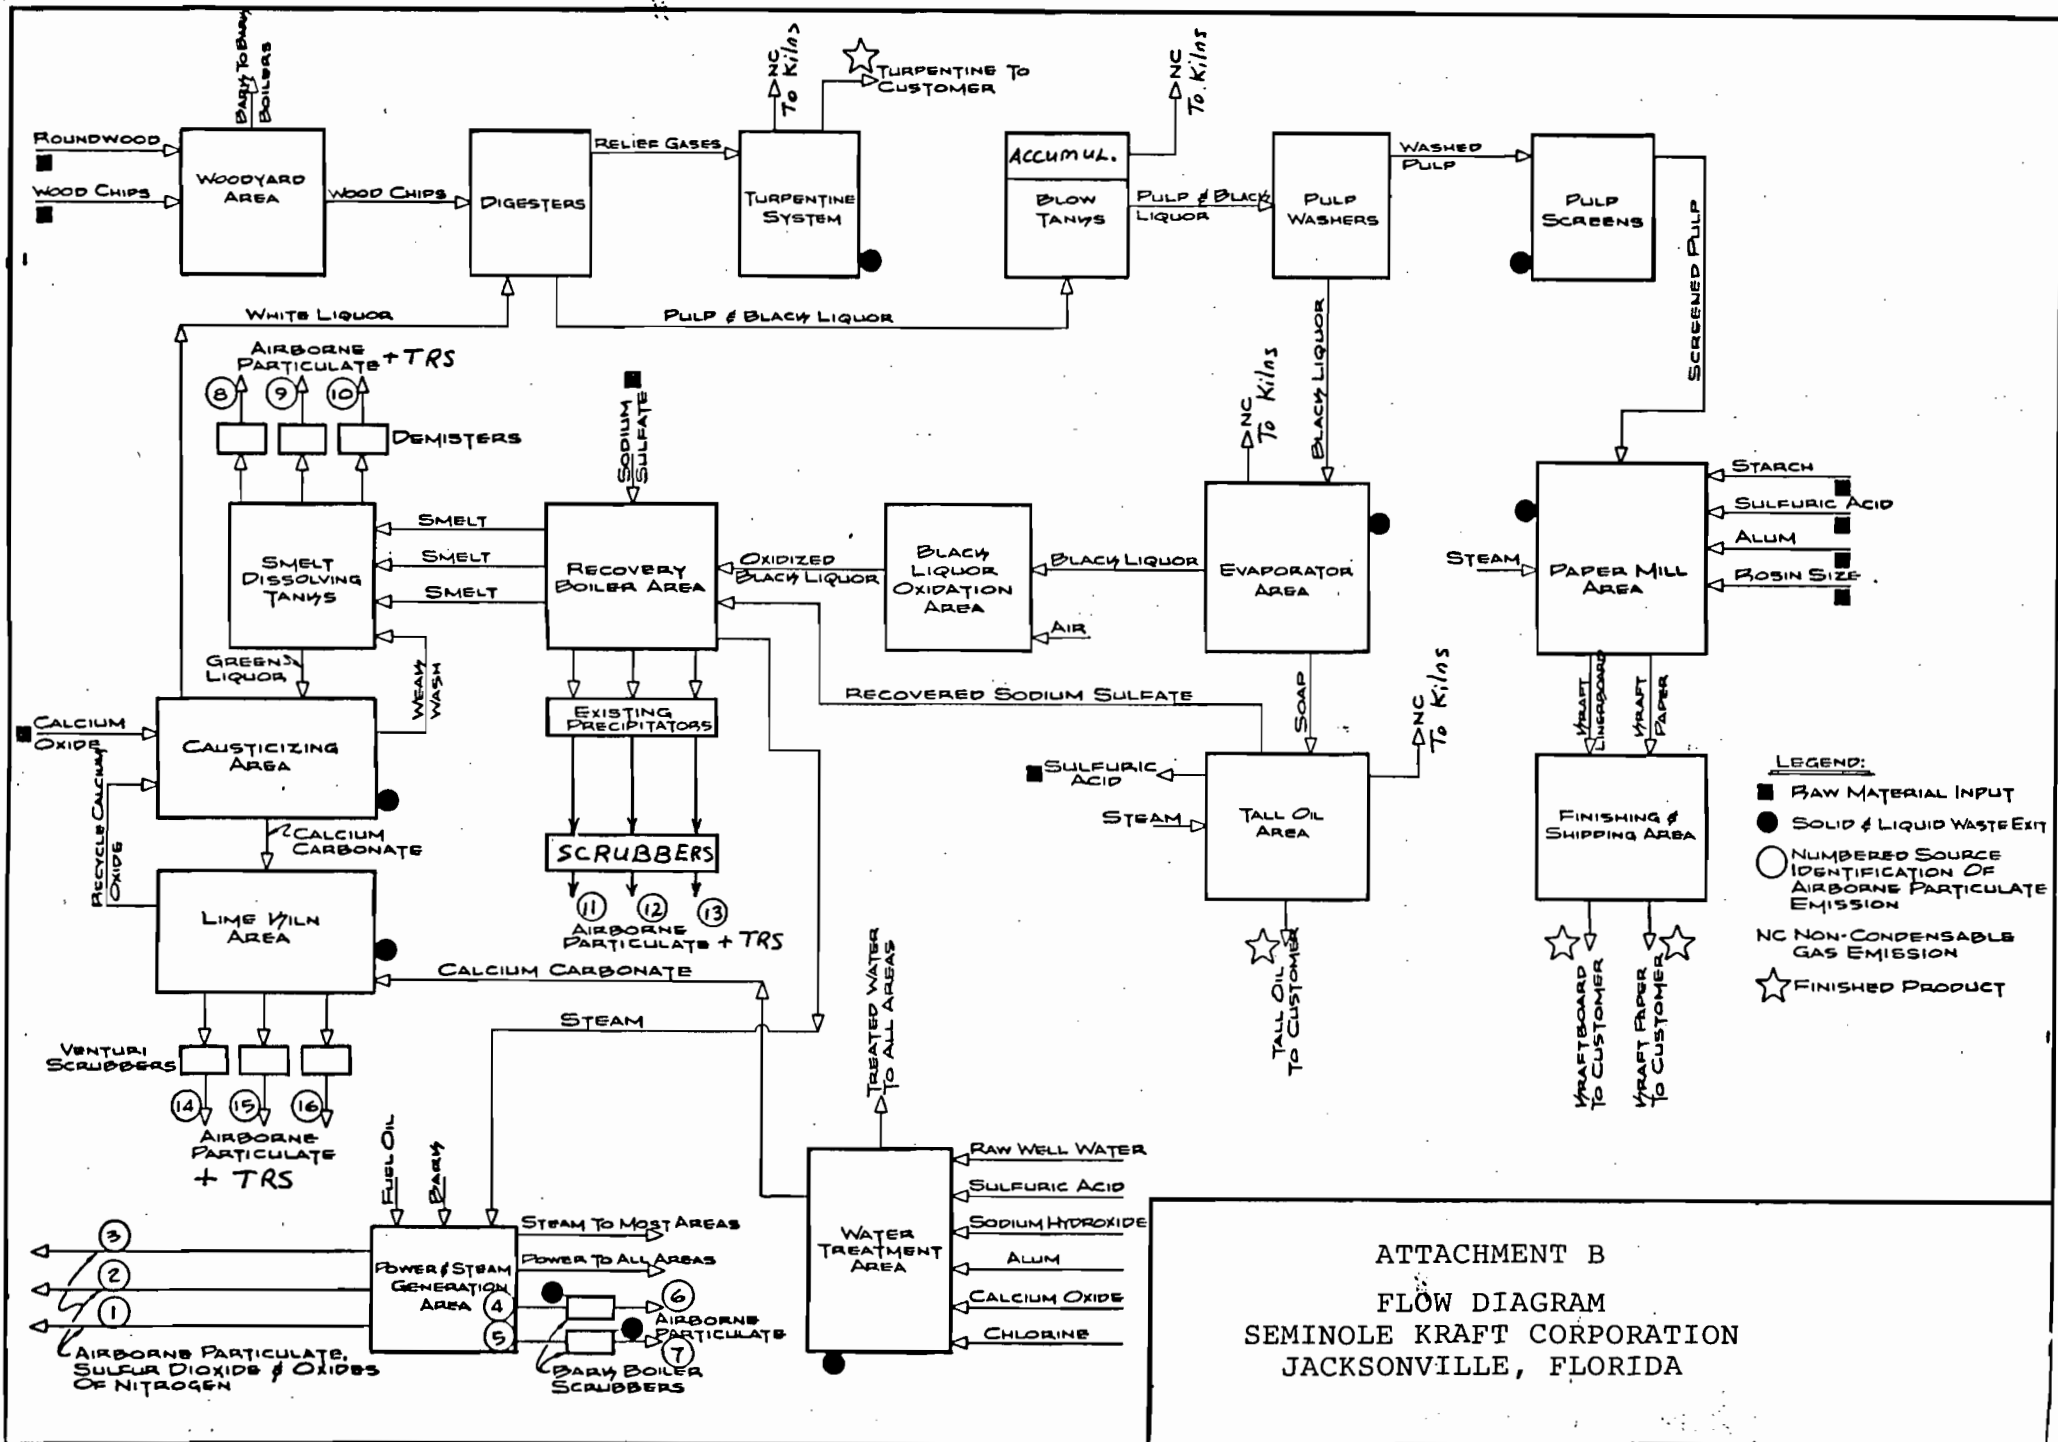 BARK TO BARK
BOILERS
ROUNDWOOD
WOOD CHIPS
WOODYARD
AREA
WOOD CHIPS
DIGESTERS
RELIEF GASES
NC
To Kilns
TURPENTINE TO
CUSTOMER
TURPENTINE
SYSTEM
ACCUMUL.
BLOW
TANKS
NC
To Kilns
PULP & BLACK
LIQUOR
PULP
WASHERS
WASHED
PULP
PULP
SCREENS
SCREENED PULP
WHITE LIQUOR
PULP & BLACK LIQUOR
BLACK LIQUOR
AIRBORNE
PARTICULATE + TRS
8
9
10
DEMISTERS
SODIUM
SULFATE
NC
To Kilns
SMELT
DISSOLVING
TANKS
SMELT
SMELT
SMELT
RECOVERY
BOILER AREA
OXIDIZED
BLACK LIQUOR
BLACK
LIQUOR
OXIDATION
AREA
AIR
BLACK LIQUOR
EVAPORATOR
AREA
STEAM
PAPER MILL
AREA
STARCH
SULFURIC ACID
ALUM
ROSIN SIZE
GREEN
LIQUOR
WEAK
WASH
CALCIUM
OXIDE
CAUSTICIZING
AREA
RECYCLE CALCIUM
OXIDE
CALCIUM
CARBONATE
LIME KILN
AREA
EXISTING
PRECIPITATORS
SCRUBBERS
11
12
13
AIRBORNE
PARTICULATE + TRS
RECOVERED SODIUM SULFATE
SOAP
NC
To Kilns
SULFURIC
ACID
STEAM
TALL OIL
AREA
TALL OIL
TO CUSTOMER
KRAFT
LINERBOARD
KRAFT
PAPER
FINISHING &
SHIPPING AREA
KRAFTBOARD
TO CUSTOMER
KRAFT PAPER
TO CUSTOMER
LEGEND:
RAW MATERIAL INPUT
SOLID & LIQUID WASTE EXIT
NUMBERED SOURCE
IDENTIFICATION OF
AIRBORNE PARTICULATE
EMISSION
NC NON-CONDENSABLE
GAS EMISSION
FINISHED PRODUCT
CALCIUM CARBONATE
STEAM
VENTURI
SCRUBBERS
14
15
16
AIRBORNE
PARTICULATE
+ TRS
TREATED WATER
TO ALL AREAS
FUEL OIL
BARK
POWER & STEAM
GENERATION
AREA
STEAM TO MOST AREAS
POWER TO ALL AREAS
3
2
1
AIRBORNE PARTICULATE,
SULFUR DIOXIDE & OXIDES
OF NITROGEN
4
5
6
AIRBORNE
PARTICULATE
7
BARK BOILER
SCRUBBERS
WATER
TREATMENT
AREA
RAW WELL WATER
SULFURIC ACID
SODIUM HYDROXIDE
ALUM
CALCIUM OXIDE
CHLORINE
ATTACHMENT B
FLOW DIAGRAM
SEMINOLE KRAFT CORPORATION
JACKSONVILLE, FLORIDA